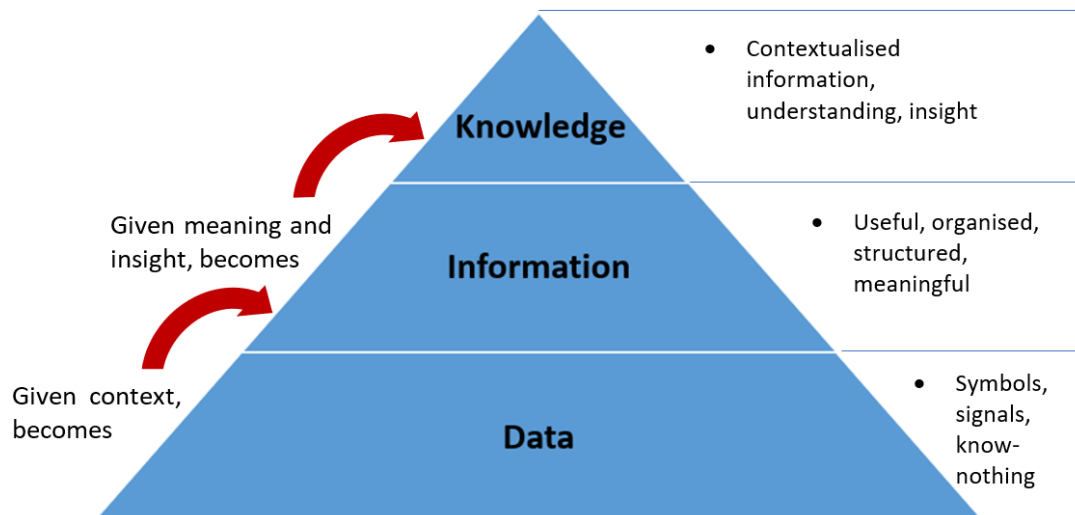 Knowledge
Information
Data
Given meaning and
insight, becomes
Given context,
becomes
• Contextualised
information,
understanding, insight
• Useful, organised,
structured,
meaningful
• Symbols,
signals,
know-
nothing